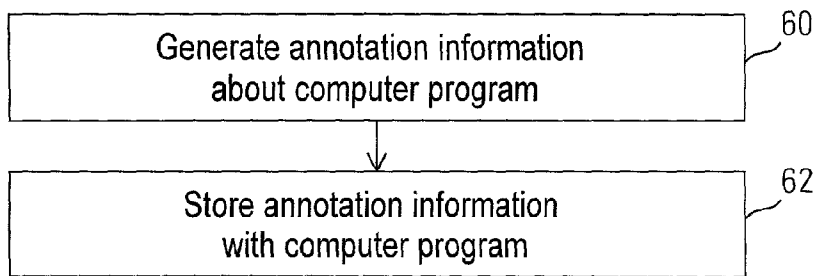 Generate annotation information
about computer program
60
Store annotation information
with computer program
62